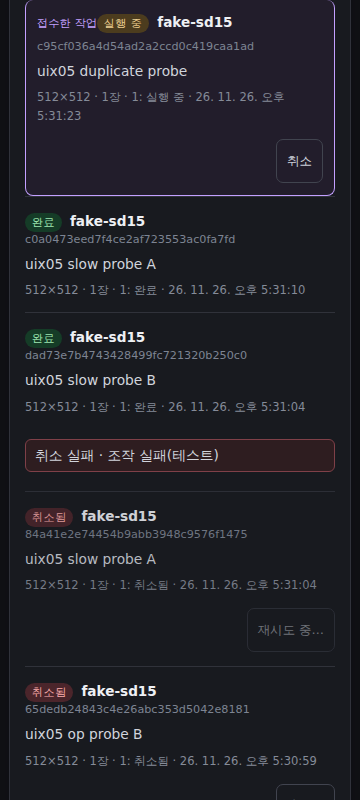 접수한 작업 실행 중 fake-sd15
c95cf036a4d54ad2a2ccd0c419caa1ad
uix05 duplicate probe
512×512 · 1장 · 1: 실행 중 · 26. 11. 26. 오후
5:31:23
취소
완료 fake-sd15
c0a0473eed7f4ce2af723553ac0fa7fd
uix05 slow probe A
512×512 · 1장 · 1: 완료 · 26. 11. 26. 오후 5:31:10
완료 fake-sd15
dad73e7b4743428499fc721320b250c0
uix05 slow probe B
512×512 · 1장 · 1: 완료 · 26. 11. 26. 오후 5:31:04
취소 실패 · 조작 실패(테스트)
취소됨 fake-sd15
84a41e2e74454b9abb3948c9576f1475
uix05 slow probe A
512×512 · 1장 · 1: 취소됨 · 26. 11. 26. 오후 5:31:04
재시도 중…
취소됨 fake-sd15
65dedb24843c4e26abc353d5042e8181
uix05 op probe B
512×512 · 1장 · 1: 취소됨 · 26. 11. 26. 오후 5:30:59